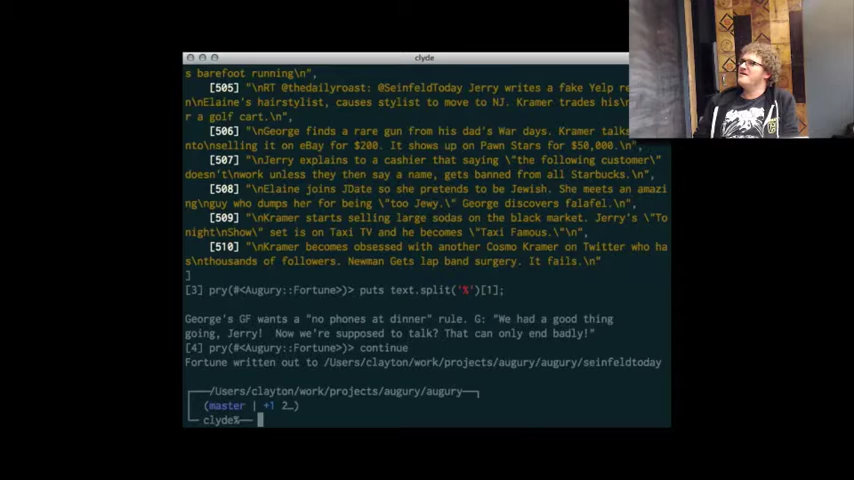 clyde
s barefoot running\n",
[505] "\nRT @thedailyroast: @SeinfeldToday Jerry writes a fake Yelp re
n\nElaine's hairstylist, causes stylist to move to NJ. Kramer trades his\n
r a golf cart.\n",
[506] "\nGeorge finds a rare gun from his dad's War days. Kramer talks
n\nselling it on eBay for $200. It shows up on Pawn Stars for $50,000.\n",
[507] "\nJerry explains to a cashier that saying \"the following customer\"
doesn't\nwork unless they then say a name, gets banned from all Starbucks.\n",
[508] "\nElaine joins JDate so she pretends to be Jewish. She meets an amazi
ng\nguy who dumps her for being \"too Jewy.\" George discovers falafel.\n",
[509] "\nKramer starts selling large sodas on the black market. Jerry's \"To
night\nShow\" set is on Taxi TV and he becomes \"Taxi Famous.\"\n",
[510] "\nKramer becomes obsessed with another Cosmo Kramer on Twitter who ha
s\nthousands of followers. Newman Gets lap band surgery. It fails.\n"
]
[3] pry(#<Augury::Fortune>)> puts text.split('%')[1];
George's GF wants a "no phones at dinner" rule. G: "We had a good thing
going, Jerry!  Now we're supposed to talk? That can only end badly!"
[4] pry(#<Augury::Fortune>)> continue
Fortune written out to /Users/clayton/work/projects/augury/augury/seinfeldtoday
/Users/clayton/work/projects/augury/augury
(master | +1 2…)
clyde%